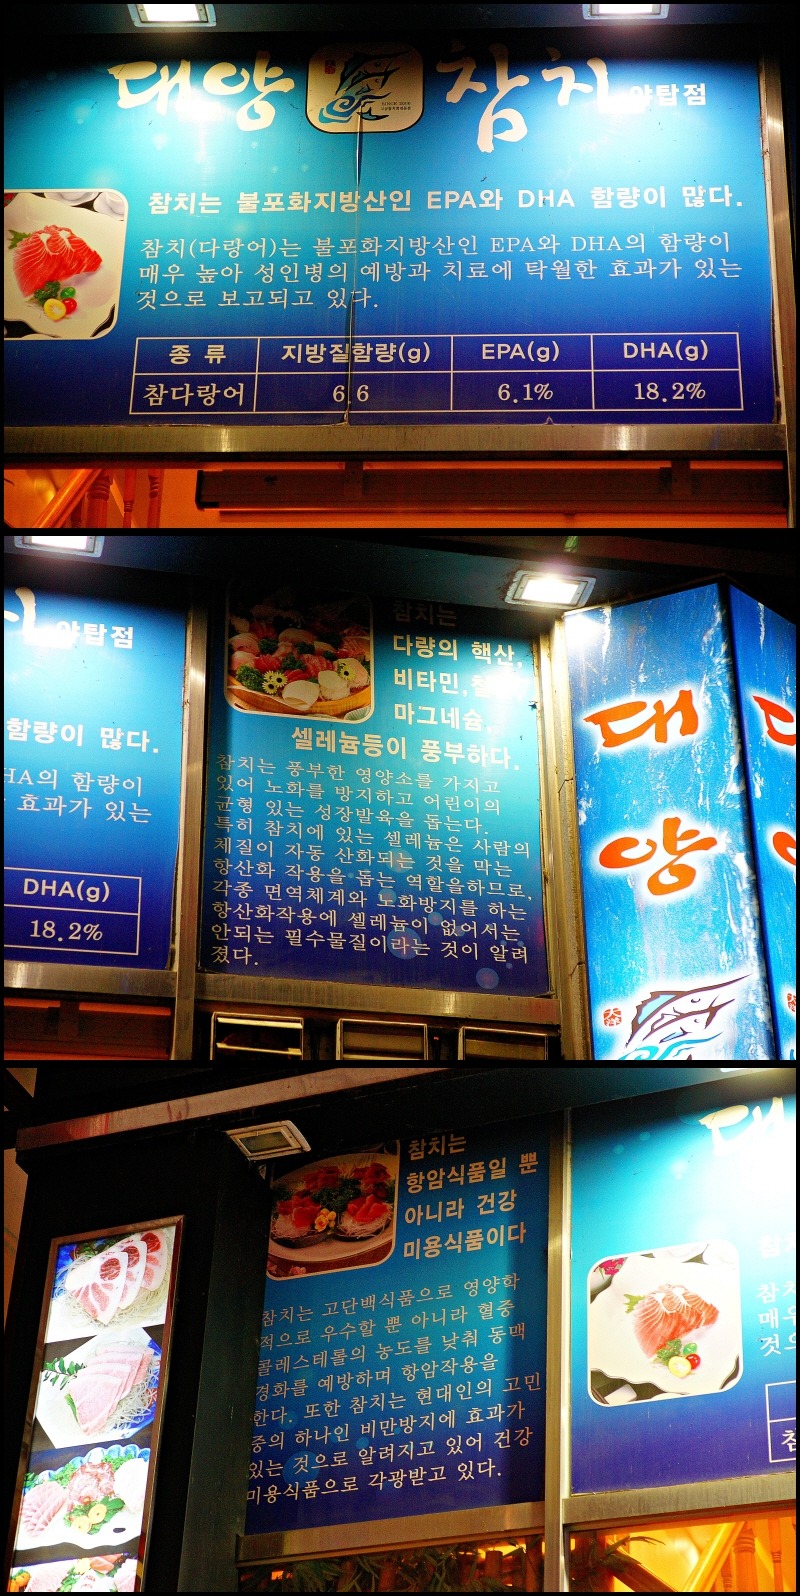 대양 참치 야탑점
SINCE 2006
참치는 불포화지방산인 EPA와 DHA 함량이 많다.
참치(다랑어)는 불포화지방산인 EPA와 DHA의 함량이
매우 높아 성인병의 예방과 치료에 탁월한 효과가 있는
것으로 보고되고 있다.
종 류 지방질함량(g) EPA(g) DHA(g)
참다랑어 6.6 6.1% 18.2%
야탑점
함량이 많다.
HA의 함량이
효과가 있는
DHA(g)
18.2%
참치는
다량의 핵산,
비타민,철
마그네슘,
셀레늄등이 풍부하다.
참치는 풍부한 영양소를 가지고
있어 노화를 방지하고 어린이의
균형 있는 성장발육을 돕는다.
특히 참치에 있는 셀레늄은 사람의
체질이 자동 산화되는 것을 막는
항산화 작용을 돕는 역할을하므로,
각종 면역체계와 노화방지를 하는
항산화작용에 셀레늄이 없어서는
안되는 필수물질이라는 것이 알려
졌다.
대
양
참치는
항암식품일 뿐
아니라 건강
미용식품이다
참치는 고단백식품으로 영양학
적으로 우수할 뿐 아니라 혈중
콜레스테롤의 농도를 낮춰 동맥
경화를 예방하며 항암작용을
한다. 또한 참치는 현대인의 고민
중의 하나인 비만방지에 효과가
있는 것으로 알려지고 있어 건강
미용식품으로 각광받고 있다.
대
참치
매우
것으
참